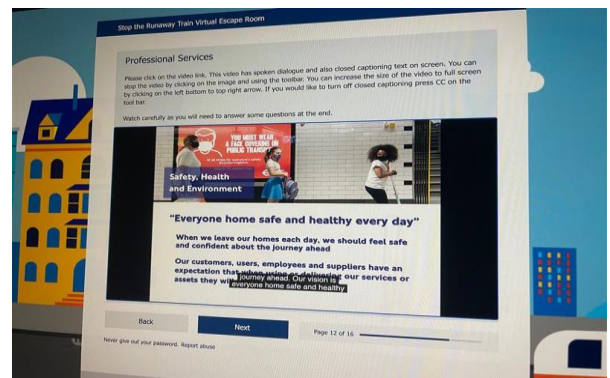 Stop the Runaway Train Virtual Escape Room
Professional Services
Please click on the video link. This video has spoken dialogue and also closed captioning text on screen. You can
stop the video by clicking on the image and using the toolbar. You can increase the size of the video to full screen
by clicking on the left bottom to top right arrow. If you would like to turn off closed captioning press CC on the
tool bar.
Watch carefully as you will need to answer some questions at the end.
YOU MUST WEAR
A FACE COVERING ON
PUBLIC TRANSPORT
Safety, Health
and Environment
"Everyone home safe and healthy every day"
When we leave our homes each day, we should feel safe
and confident about the journey ahead
Our customers, users, employees and suppliers have an
expectation that when using or delivering our services or
assets they wi
journey ahead. Our vision is
everyone home safe and healthy
Back
Next
Page 12 of 16
Never give out your password. Report abuse